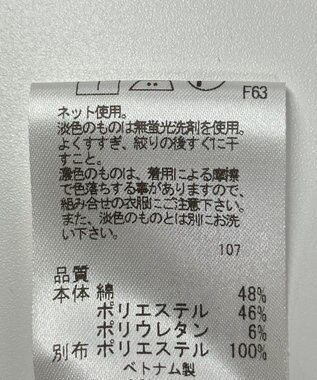 F63
ネット使用。
淡色のものは無蛍光洗剤を使用。
よくすすぎ、絞りの後すぐに干
すこと。
濃色のものは、着用による摩擦
で色落ちする事がありますので、
組み合せの衣服にご注意下さい。
また、淡色のものとは別にお洗
い下さい。
107
品質
本体 綿 48%
ポリエステル 46%
ポリウレタン 6%
別布 ポリエステル 100%
ベトナム製